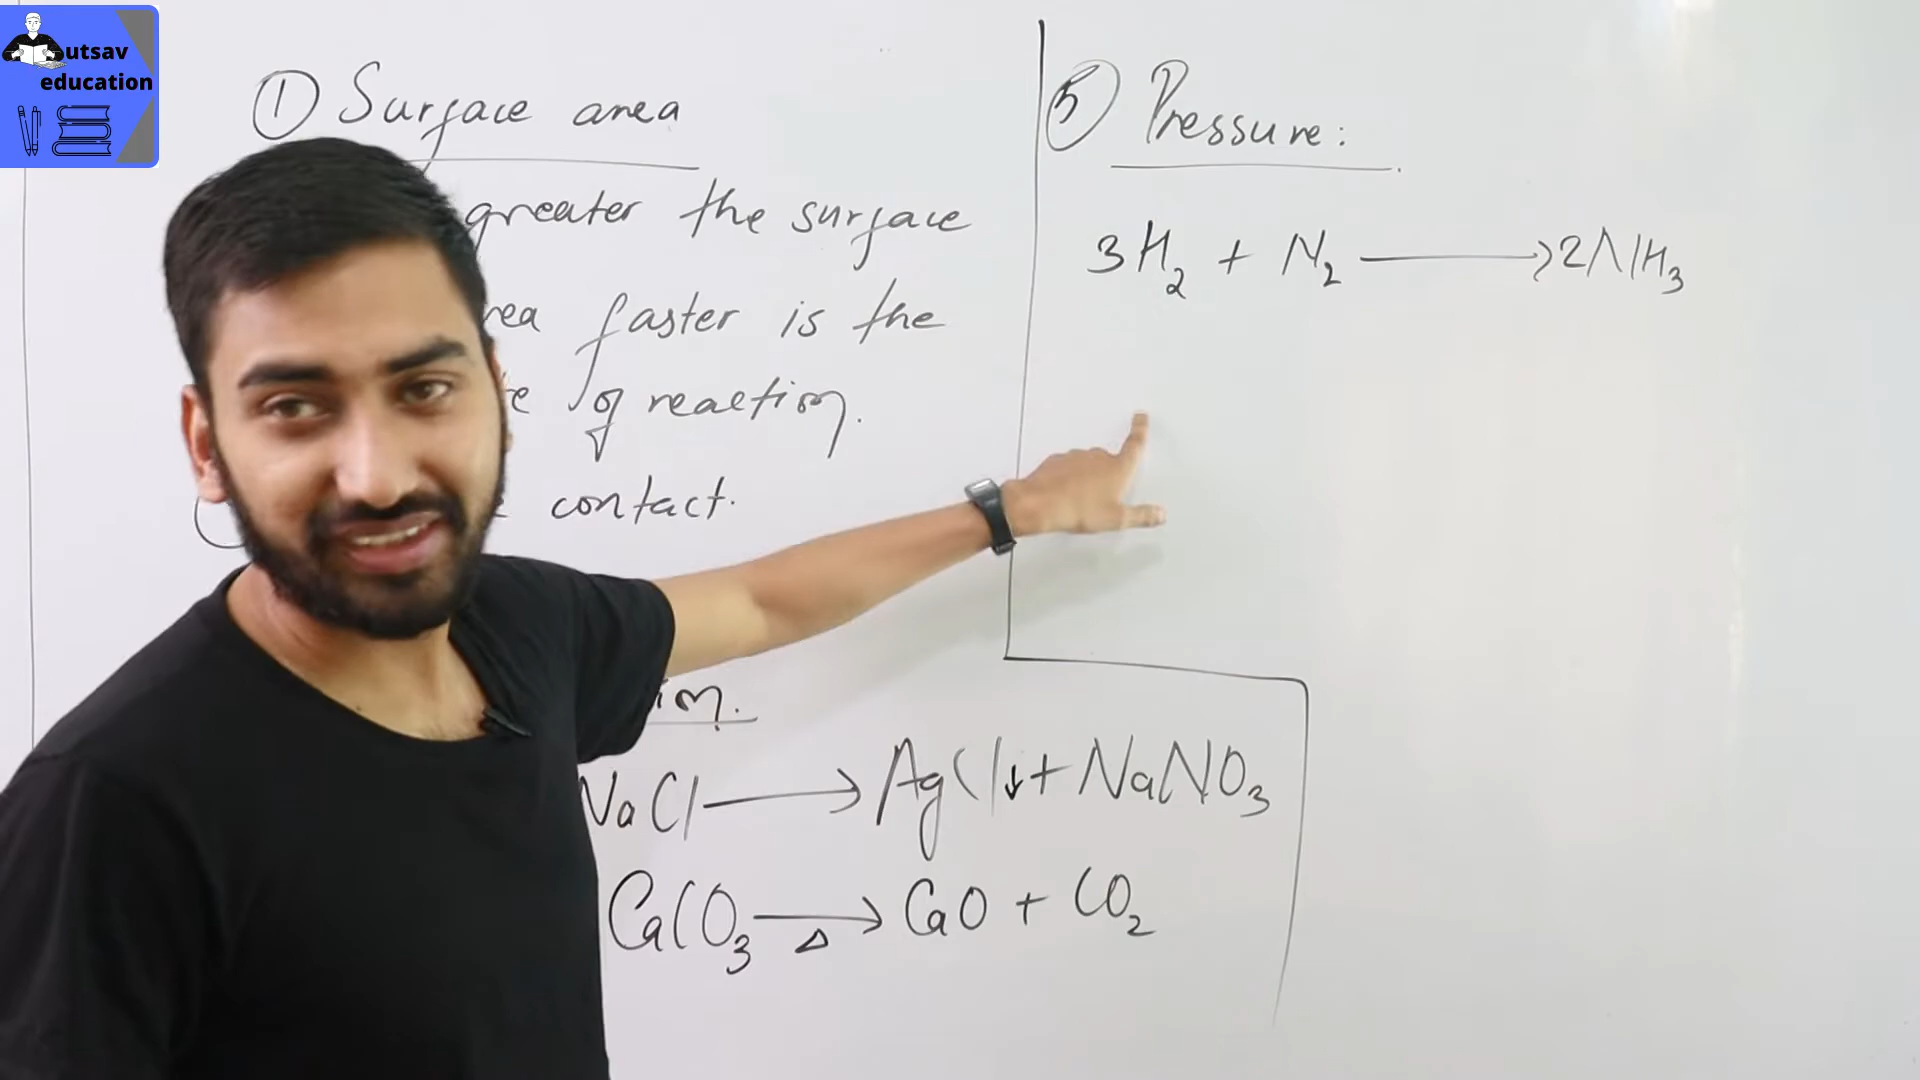 utsav
education
① Surface area
greater the surface
rea faster is the
of reaction.
contact.
NaCl → AgCl↓ + NaNO₃
CaCO₃ →Δ CaO + CO₂
⑤ Pressure:
3H₂ + N₂ → 2NH₃